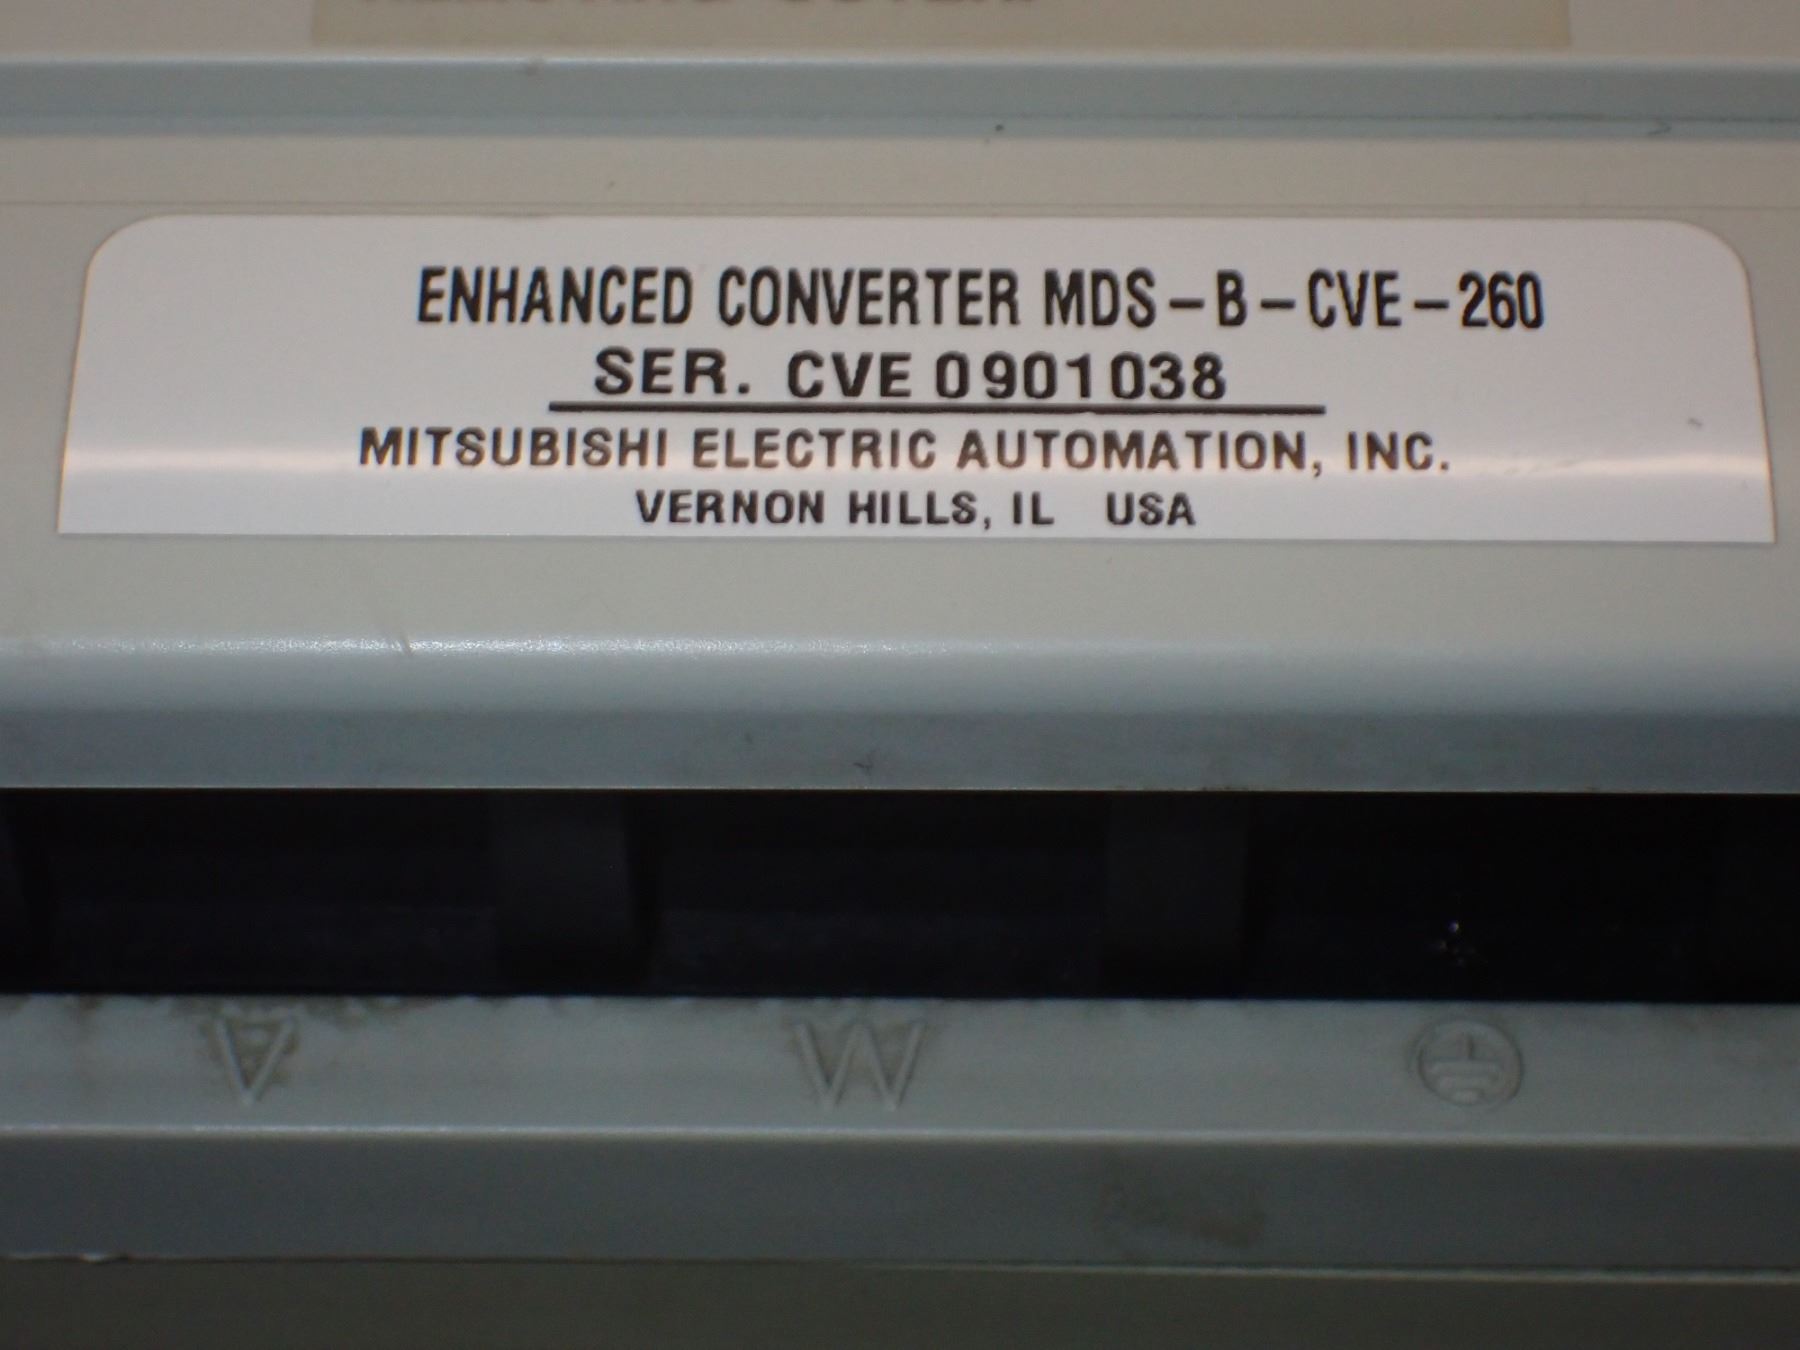 ENHANCED CONVERTER MDS-B-CVE-260
SER. CVE 0901038
MITSUBISHI ELECTRIC AUTOMATION, INC.
VERNON HILLS, IL USA